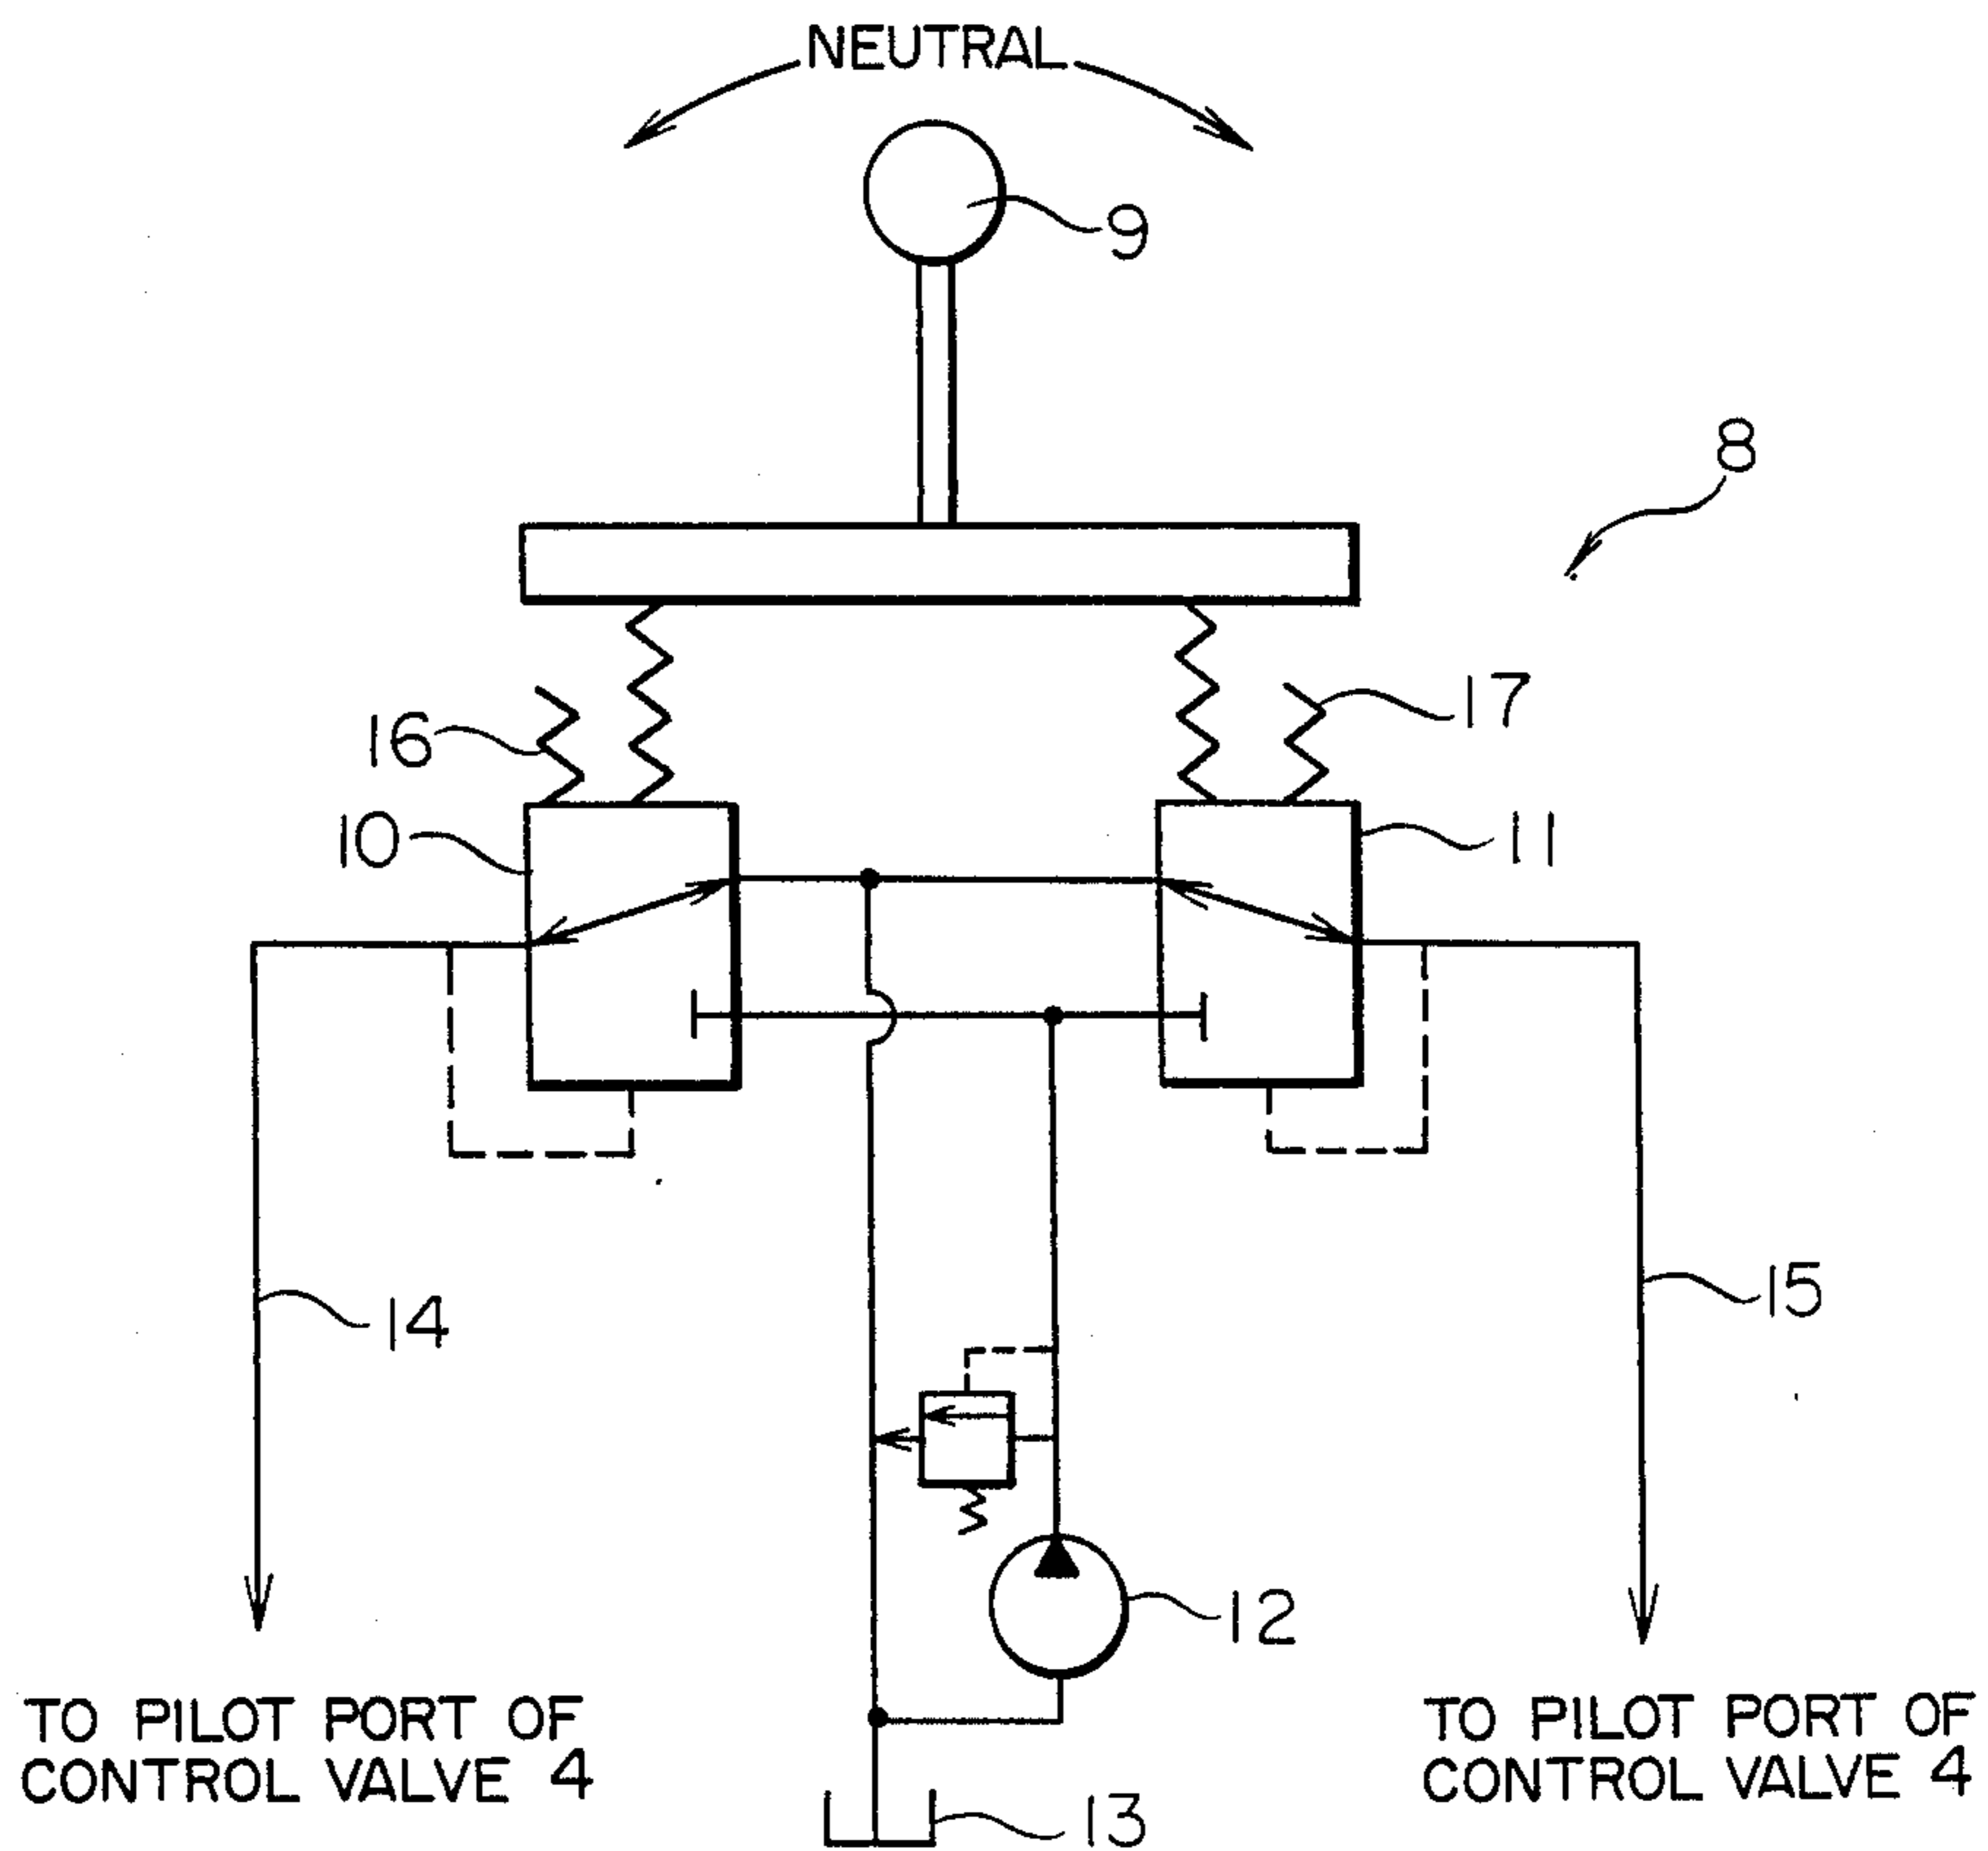 NEUTRAL
9
8
16
17
10
11
14
15
12
TO PILOT PORT OF
CONTROL VALVE 4
TO PILOT PORT OF
CONTROL VALVE 4
13